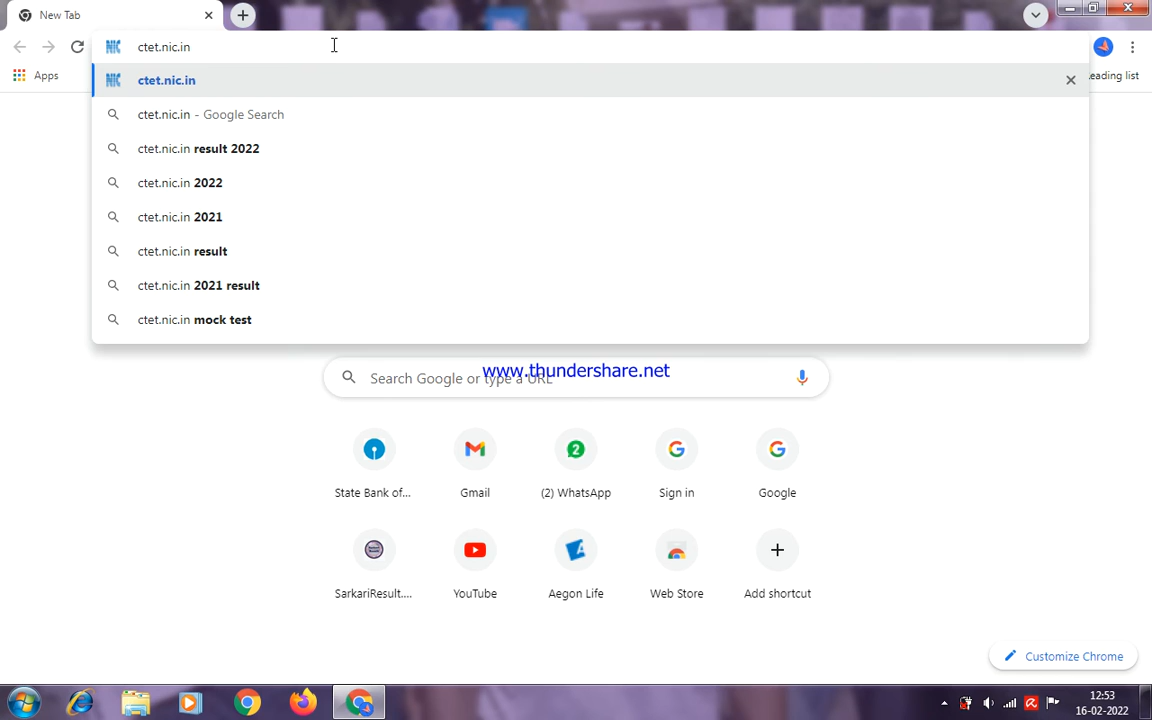 New Tab
ctet.nic.in
Apps
eading list
ctet.nic.in
ctet.nic.in - Google Search
ctet.nic.in result 2022
ctet.nic.in 2022
ctet.nic.in 2021
ctet.nic.in result
ctet.nic.in 2021 result
ctet.nic.in mock test
www.thundershare.net
Search Google or type a URL
State Bank of...
Gmail
(2) WhatsApp
Sign in
Google
SarkariResult....
YouTube
Aegon Life
Web Store
Add shortcut
Customize Chrome
12:53
16-02-2022